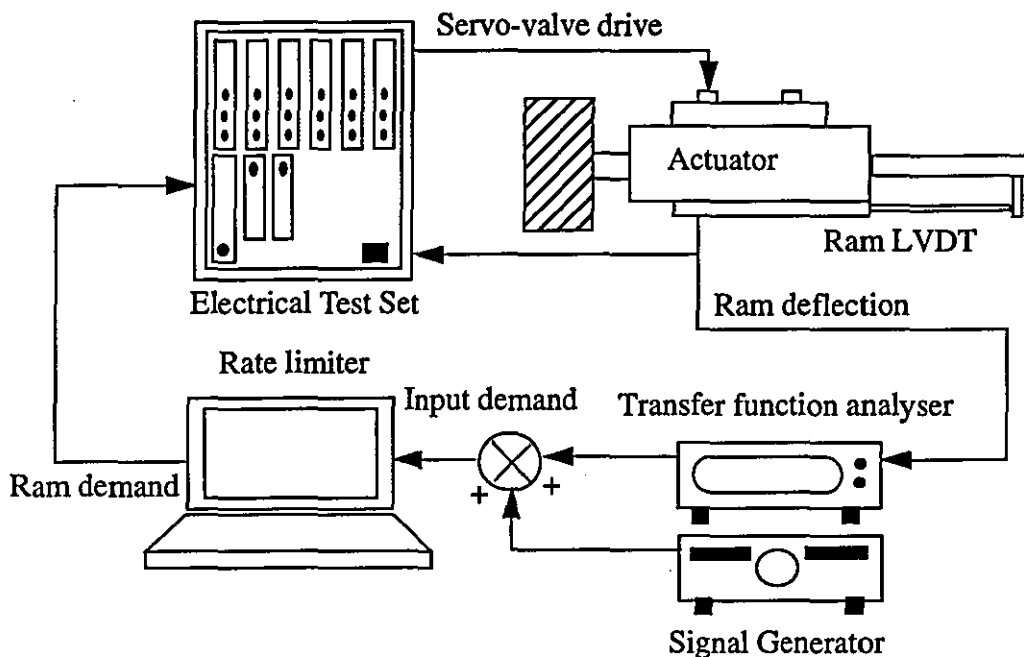 Servo-valve drive
Actuator
Ram LVDT
Electrical Test Set
Ram deflection
Rate limiter
Input demand
Transfer function analyser
Ram demand
+ +
Signal Generator